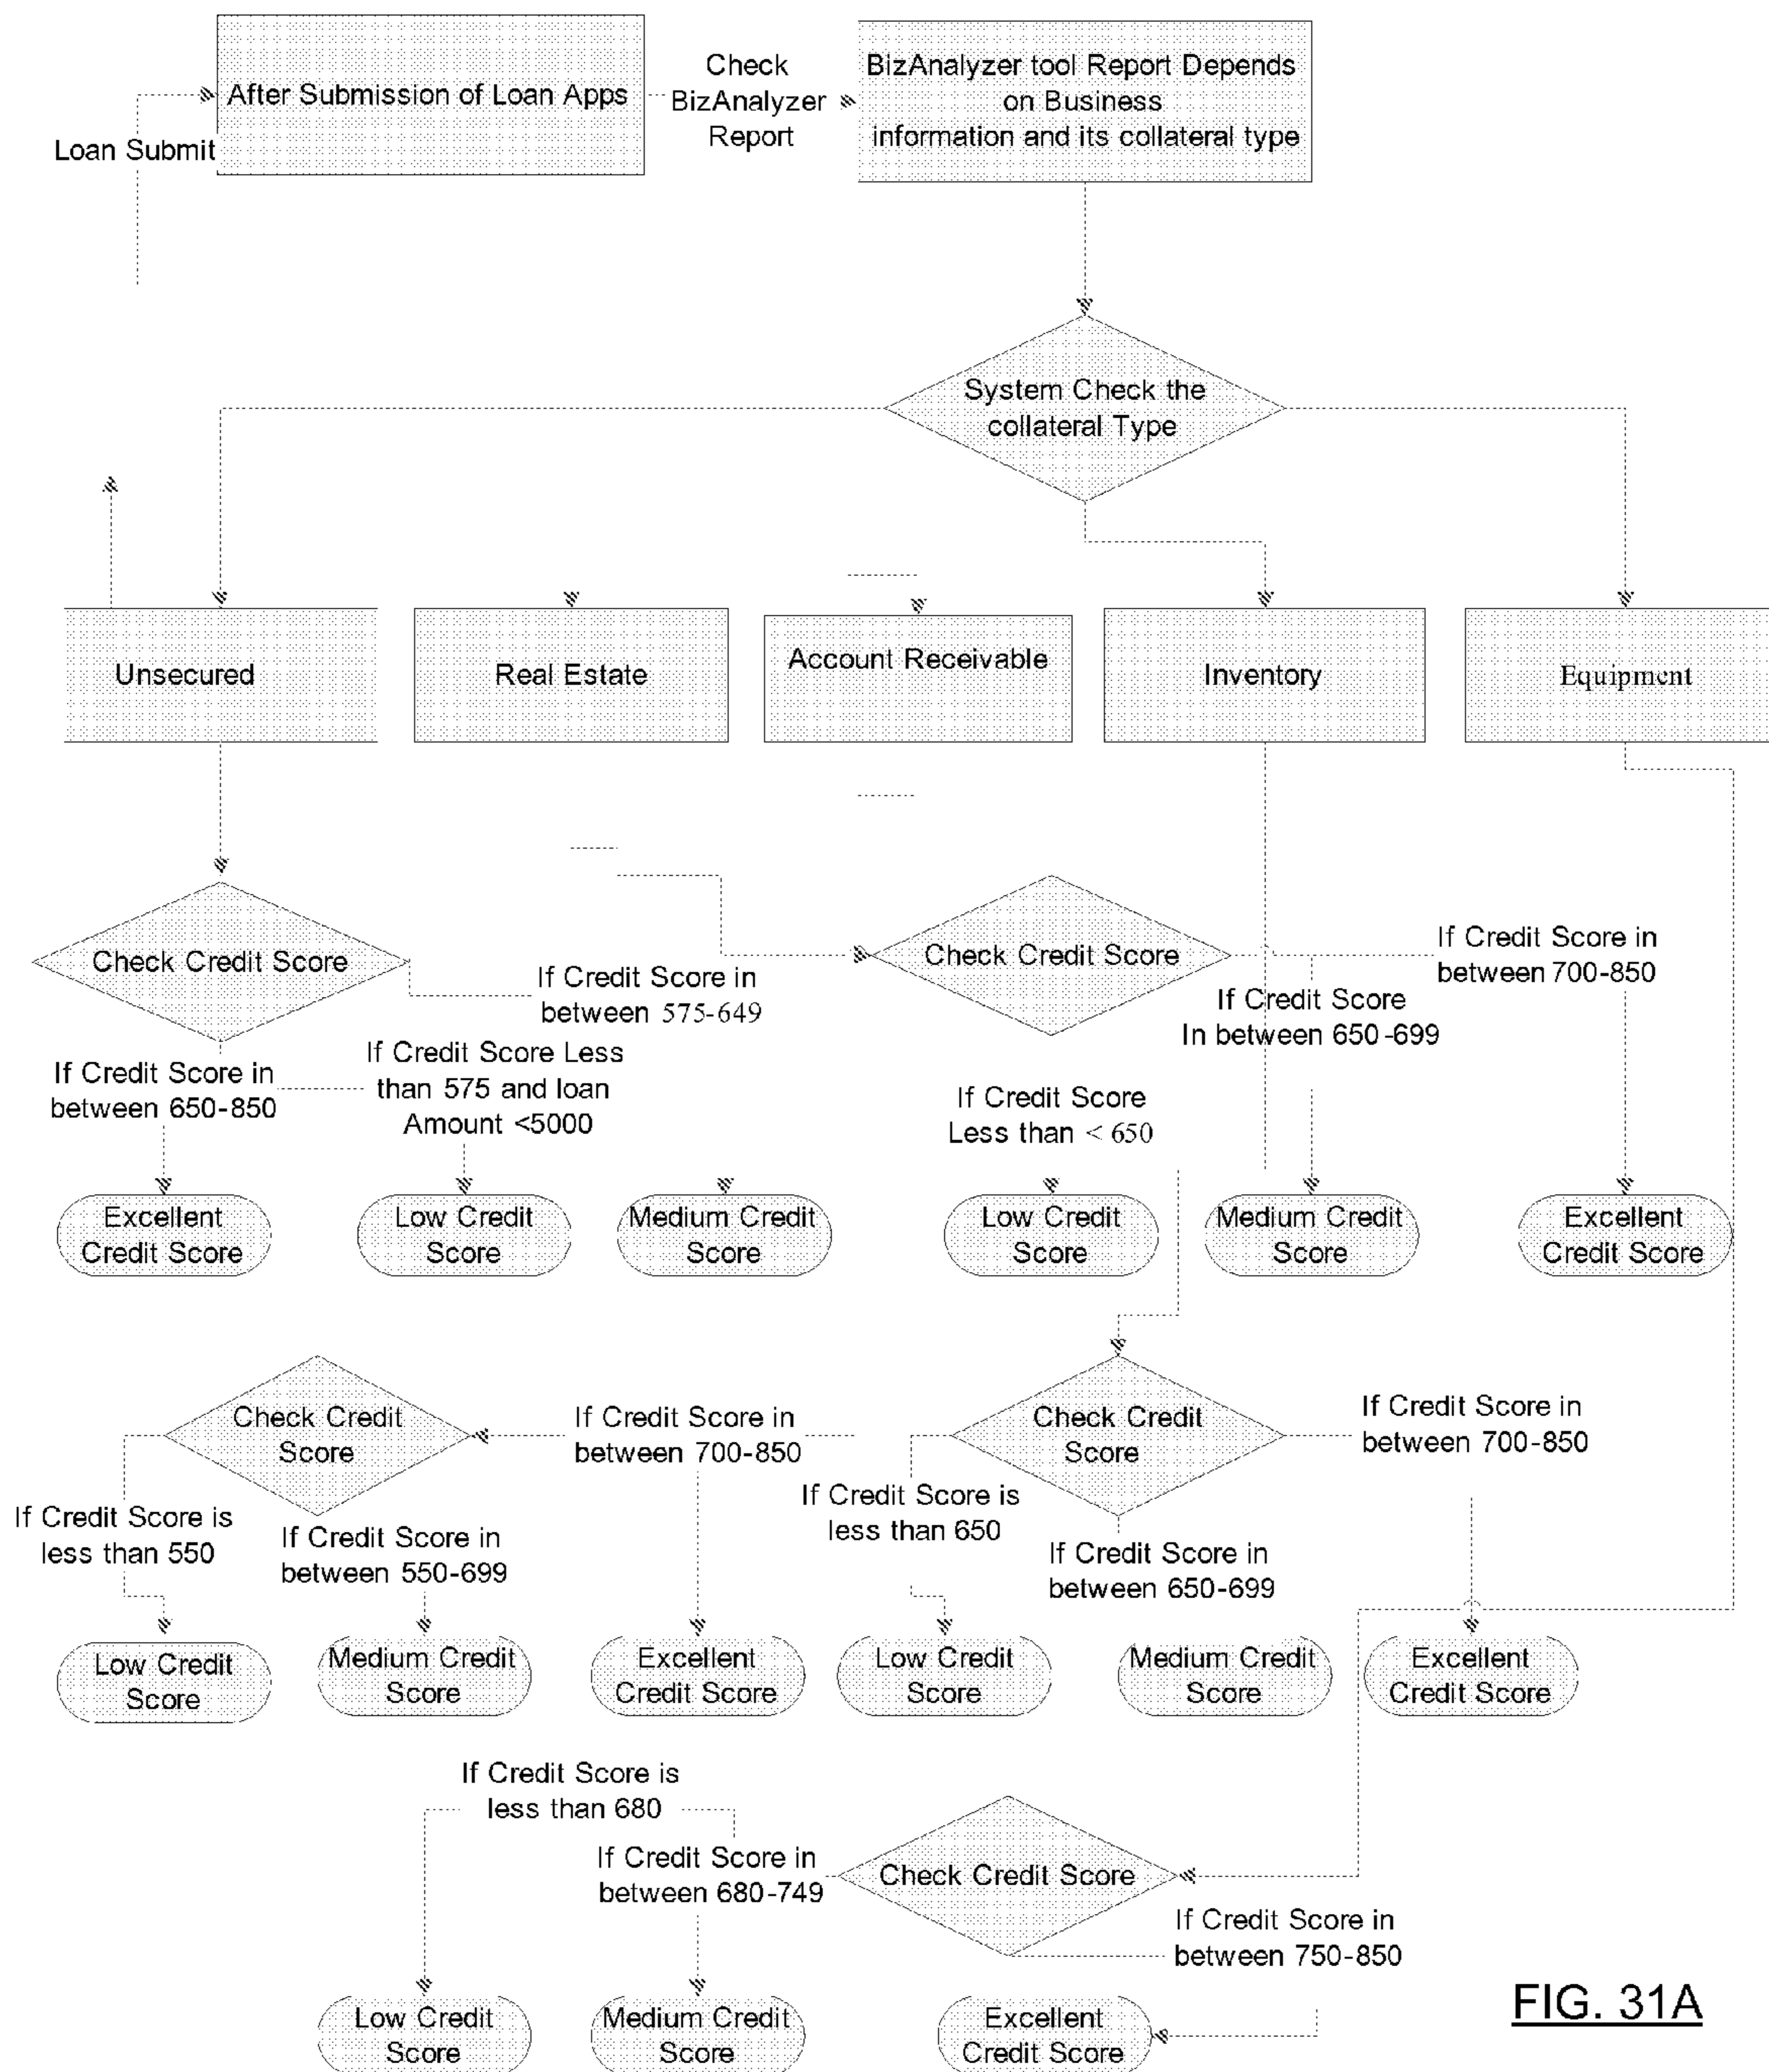 After Submission of Loan Apps
Check
BizAnalyzer
Report
BizAnalyzer tool Report Depends
on Business
information and its collateral type
Loan Submit
System Check the
collateral Type
Unsecured
Real Estate
Account Receivable
Inventory
Equipment
Check Credit Score
If Credit Score in
between 575-649
Check Credit Score
If Credit Score in
between 700-850
If Credit Score
In between 650-699
If Credit Score in
between 650-850
If Credit Score Less
than 575 and loan
Amount <5000
If Credit Score
Less than < 650
Excellent
Credit Score
Low Credit
Score
Medium Credit
Score
Low Credit
Score
Medium Credit
Score
Excellent
Credit Score
Check Credit
Score
If Credit Score in
between 700-850
Check Credit
Score
If Credit Score in
between 700-850
If Credit Score is
less than 550
If Credit Score in
between 550-699
If Credit Score is
less than 650
If Credit Score in
between 650-699
Low Credit
Score
Medium Credit
Score
Excellent
Credit Score
Low Credit
Score
Medium Credit
Score
Excellent
Credit Score
If Credit Score is
less than 680
If Credit Score in
between 680-749
Check Credit Score
If Credit Score in
between 750-850
Low Credit
Score
Medium Credit
Score
Excellent
Credit Score
FIG. 31A